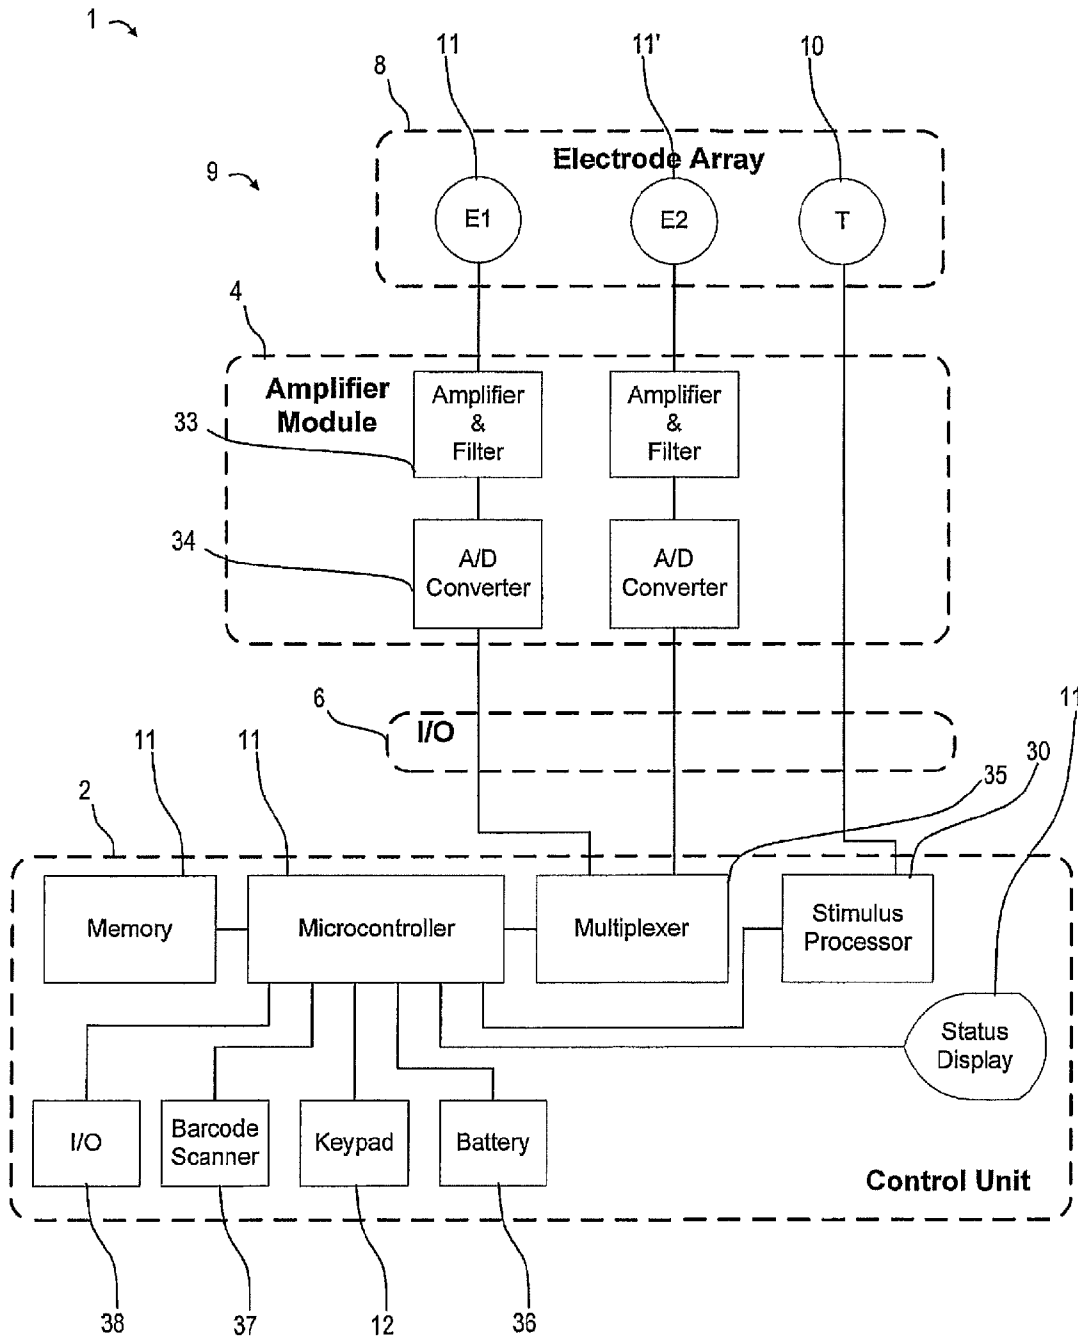 1
11
11'
10
8
Electrode Array
9
E1
E2
T
4
Amplifier
Module
Amplifier
&
Filter
Amplifier
&
Filter
33
34
A/D
Converter
A/D
Converter
6
I/O
11
11
11
2
35
30
Memory
Microcontroller
Multiplexer
Stimulus
Processor
Status
Display
I/O
Barcode
Scanner
Keypad
Battery
Control Unit
38
37
12
36